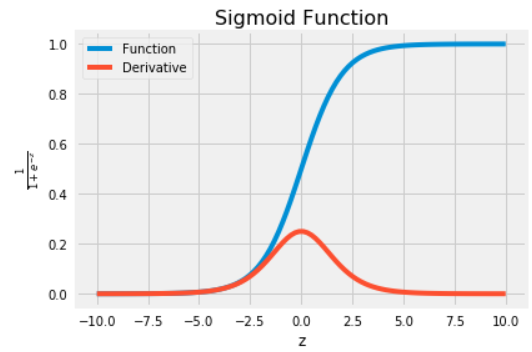 Sigmoid Function
Function
Derivative
1.0
0.8
0.6
0.4
0.2
0.0
1
1 + e^{-z}
−10.0 −7.5 −5.0 −2.5 0.0 2.5 5.0 7.5 10.0
z